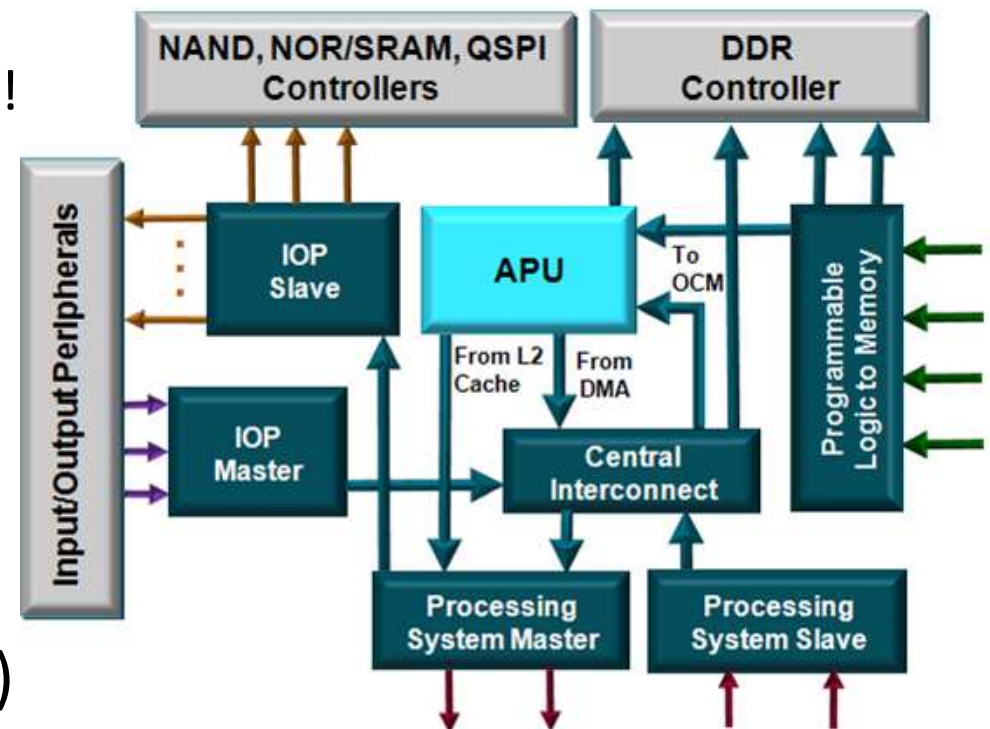 !
NAND, NOR/SRAM, QSPI
Controllers
DDR
Controller
Input/Output Peripherals
IOP
Slave
APU
To
OCM
Programmable
Logic to Memory
From L2
Cache
From
DMA
IOP
Master
Central
Interconnect
Processing
System Master
Processing
System Slave
)